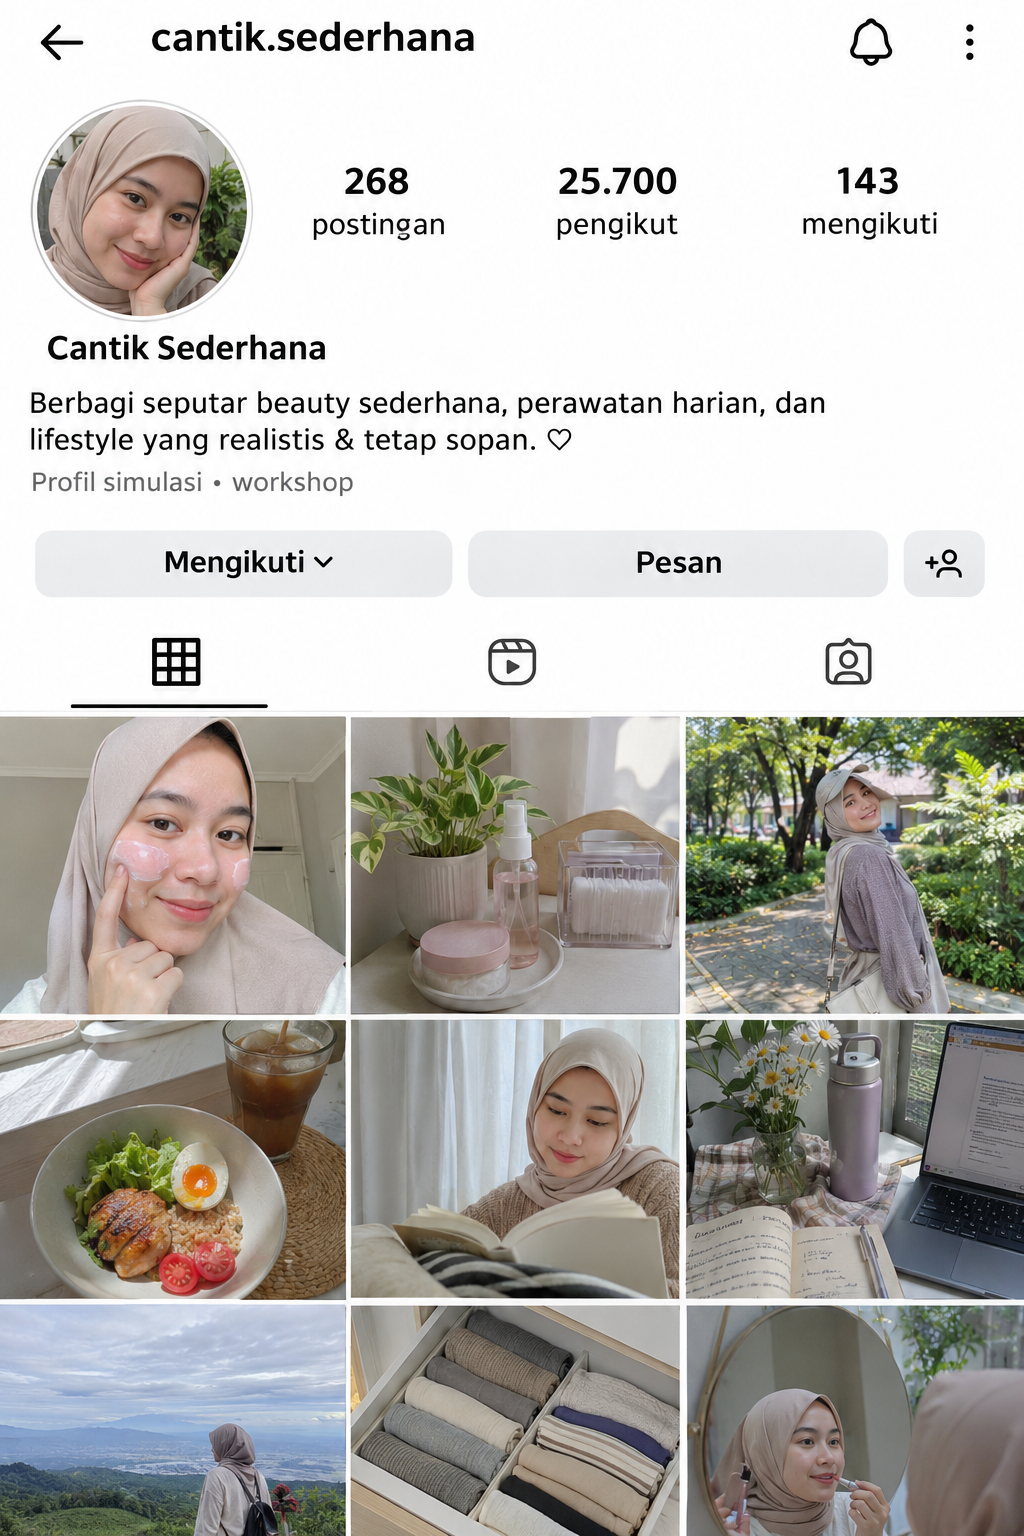 cantik.sederhana
268
postingan
25.700
pengikut
143
mengikuti
Cantik Sederhana
Berbagi seputar beauty sederhana, perawatan harian, dan
lifestyle yang realistis & tetap sopan. ♡
Profil simulasi • workshop
Mengikuti
Pesan